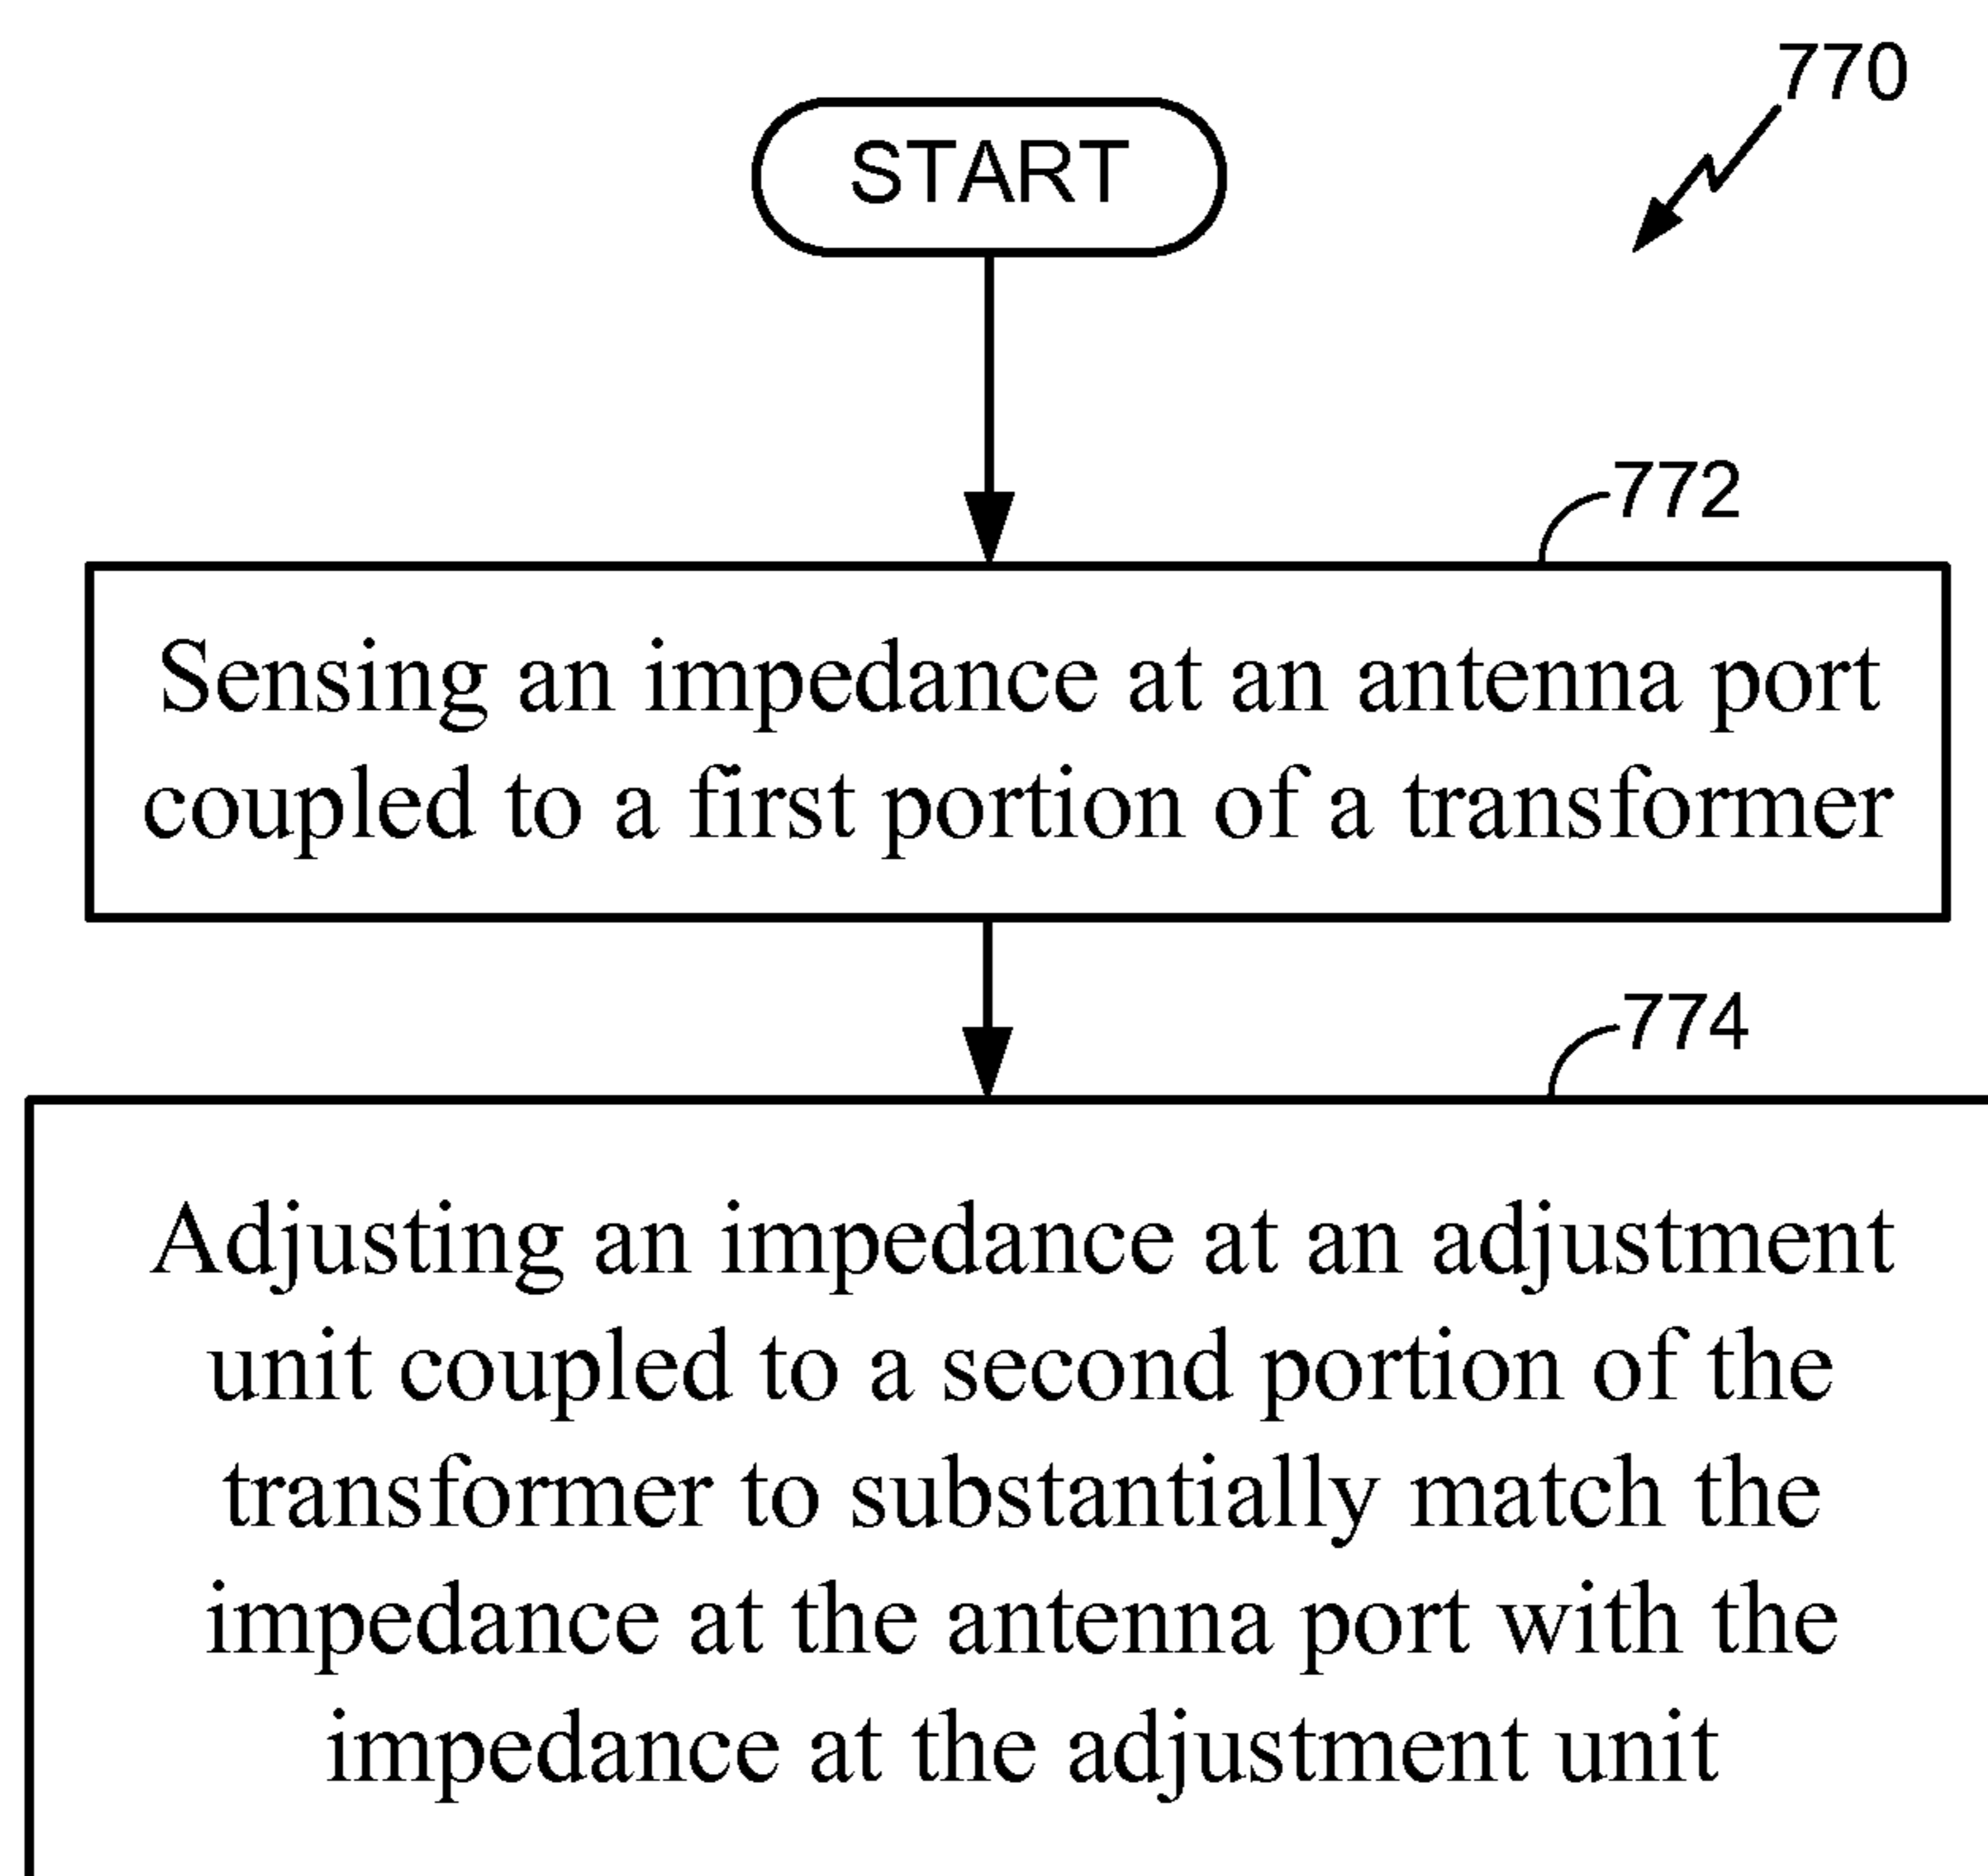 770
START
772
Sensing an impedance at an antenna port
coupled to a first portion of a transformer
774
Adjusting an impedance at an adjustment
unit coupled to a second portion of the
transformer to substantially match the
impedance at the antenna port with the
impedance at the adjustment unit